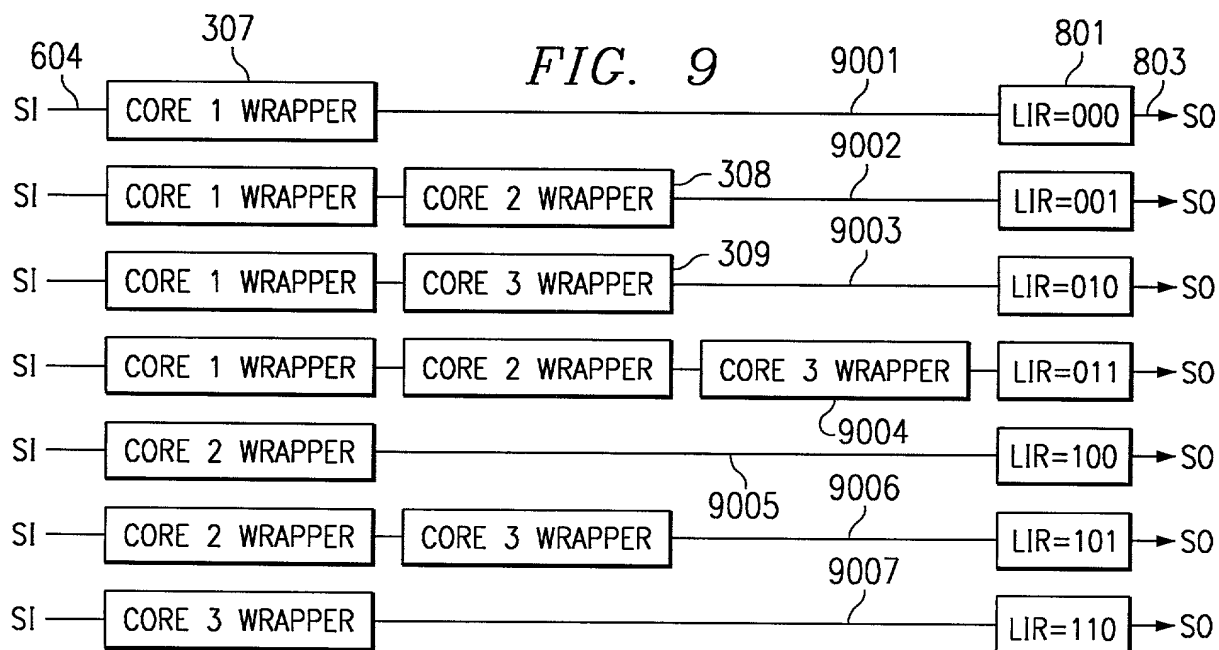 FIG. 9
307 9001 801
604 803
SI CORE 1 WRAPPER LIR=000 SO
9002
SI CORE 1 WRAPPER CORE 2 WRAPPER 308 LIR=001 SO
9003
SI CORE 1 WRAPPER CORE 3 WRAPPER 309 LIR=010 SO
SI CORE 1 WRAPPER CORE 2 WRAPPER CORE 3 WRAPPER LIR=011 SO
9004
SI CORE 2 WRAPPER LIR=100 SO
9005 9006
SI CORE 2 WRAPPER CORE 3 WRAPPER LIR=101 SO
9007
SI CORE 3 WRAPPER LIR=110 SO